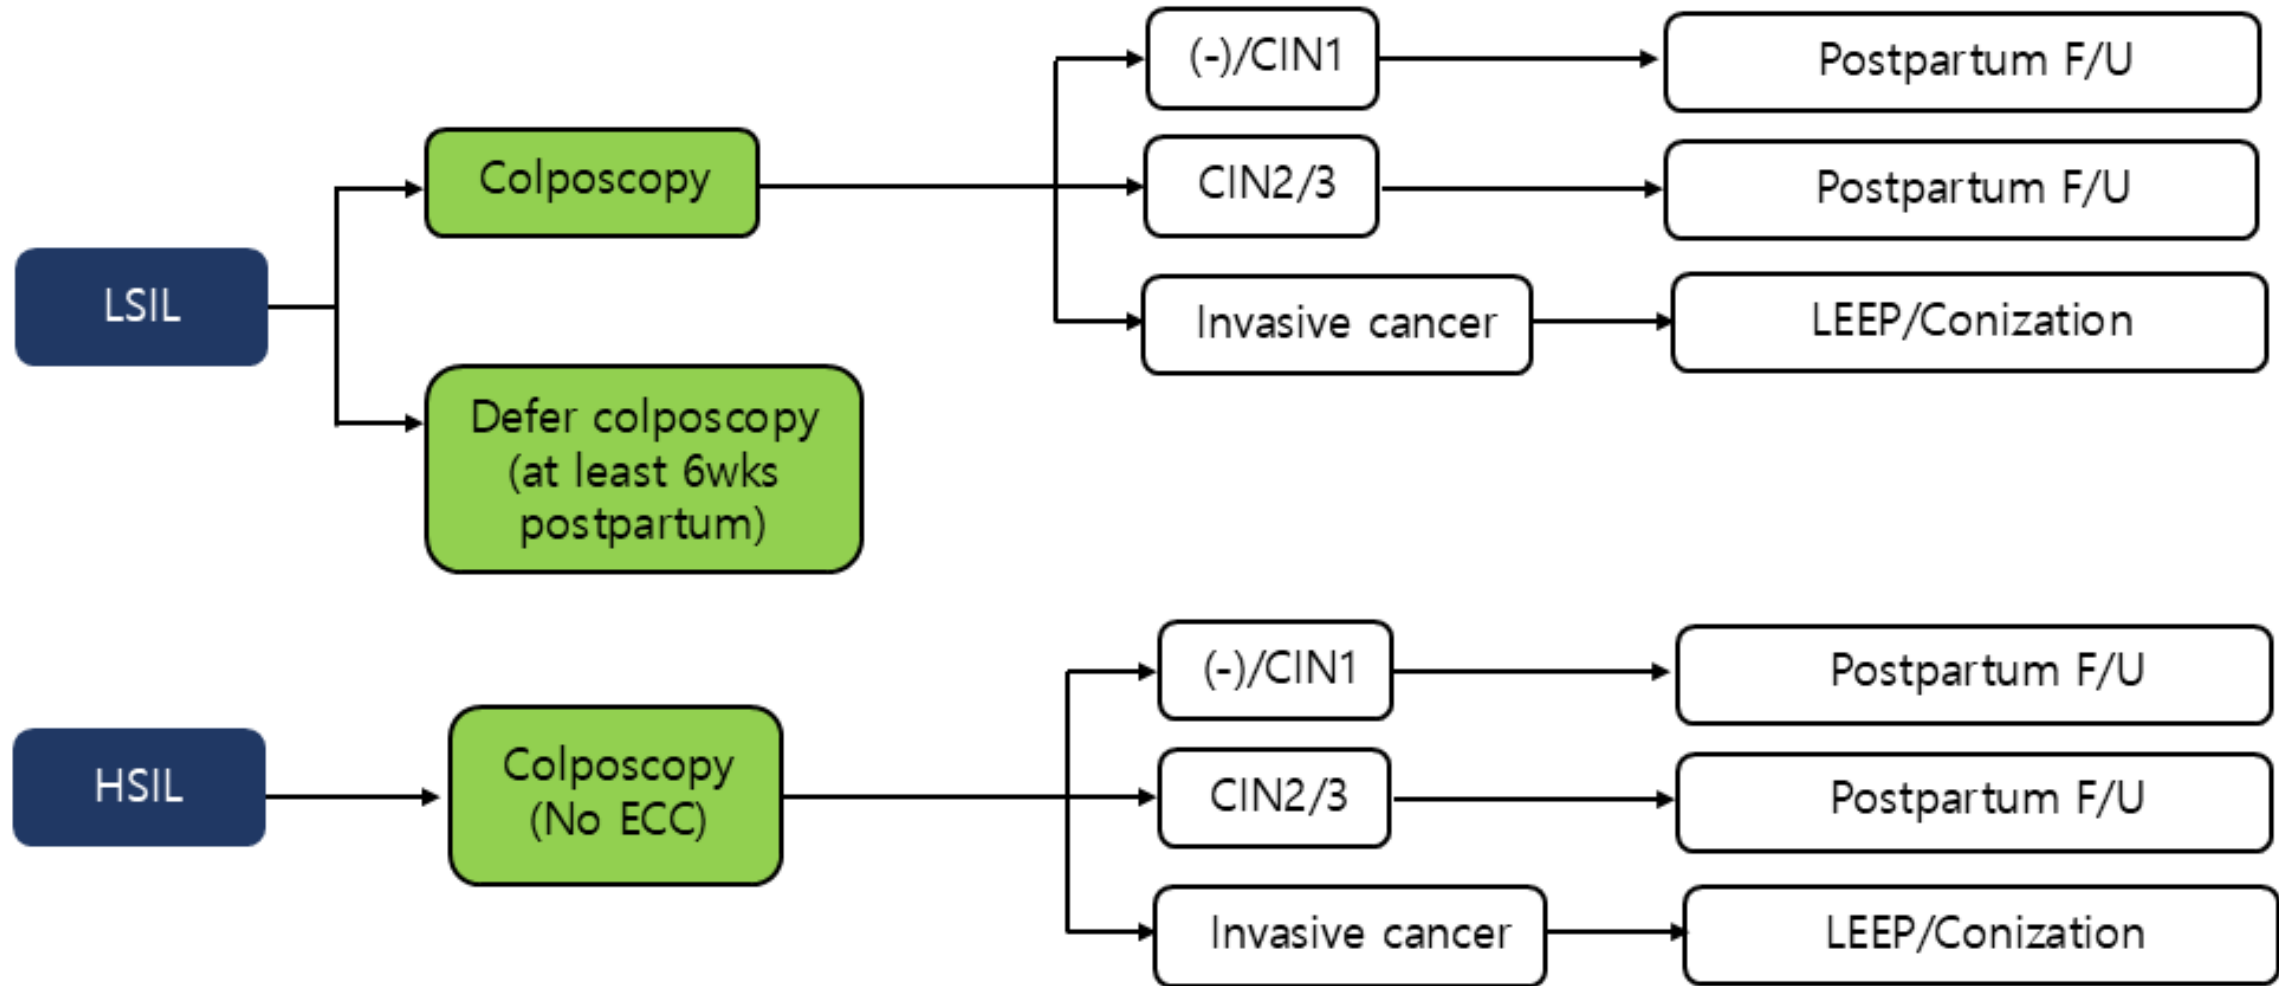 LSIL
Colposcopy
Defer colposcopy
(at least 6wks
postpartum)
(-)/CIN1
Postpartum F/U
CIN2/3
Postpartum F/U
Invasive cancer
LEEP/Conization
HSIL
Colposcopy
(No ECC)
(-)/CIN1
Postpartum F/U
CIN2/3
Postpartum F/U
Invasive cancer
LEEP/Conization